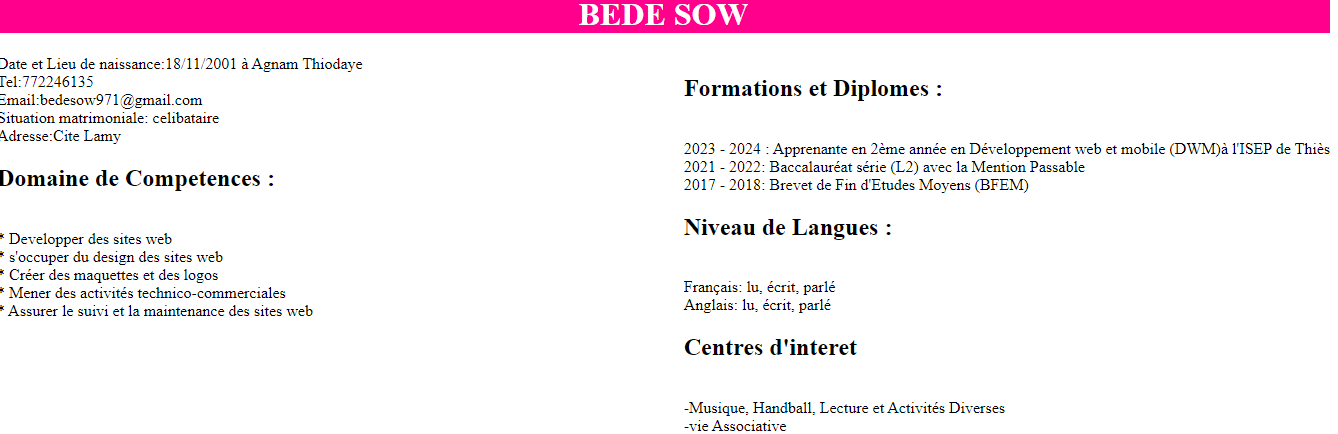 BEDE SOW
Date et Lieu de naissance:18/11/2001 à Agnam Thiodaye
Tel:772246135
Email:bedesow971@gmail.com
Situation matrimoniale: celibataire
Adresse:Cite Lamy
Domaine de Competences :
* Developper des sites web
* s'occuper du design des sites web
* Créer des maquettes et des logos
* Mener des activités technico-commerciales
* Assurer le suivi et la maintenance des sites web
Formations et Diplomes :
2023 - 2024 : Apprenante en 2ème année en Développement web et mobile (DWM)à l'ISEP de Thiès
2021 - 2022: Baccalauréat série (L2) avec la Mention Passable
2017 - 2018: Brevet de Fin d'Etudes Moyens (BFEM)
Niveau de Langues :
Français: lu, écrit, parlé
Anglais: lu, écrit, parlé
Centres d'interet
-Musique, Handball, Lecture et Activités Diverses
-vie Associative